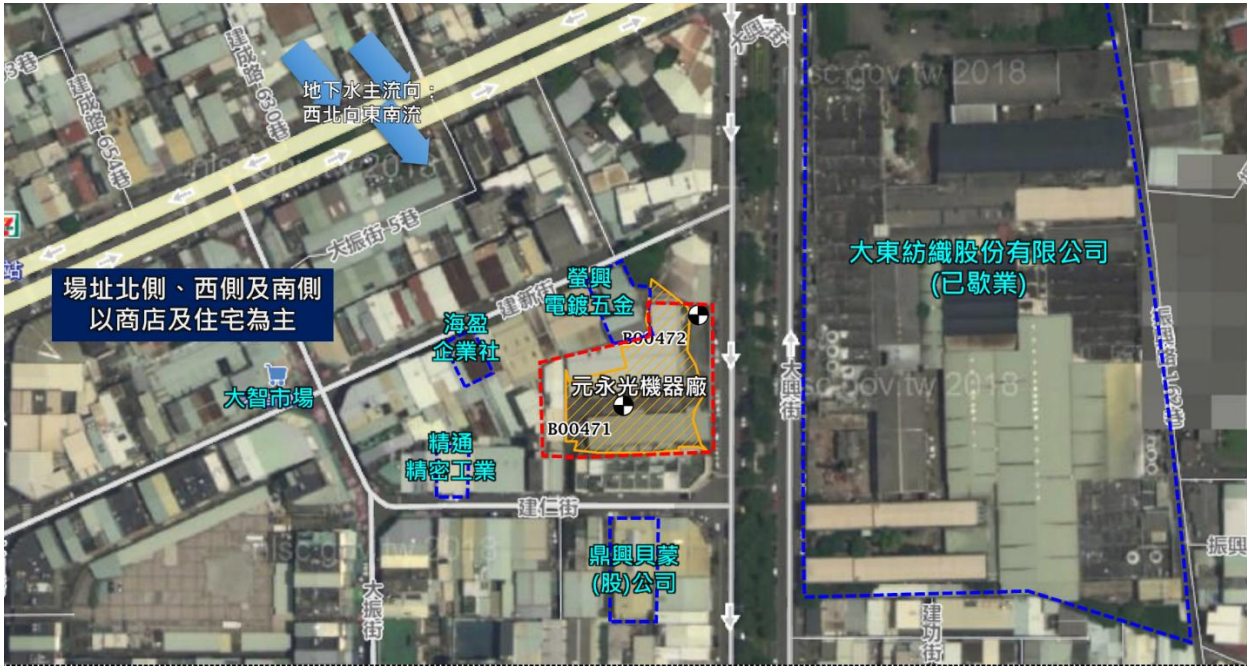 大興街
nlsc.gov.tw 2018
建成路 630巷
建成路 654巷
地下水主流向：
西北向東南流
nlsc.gov.tw 2018
大振街 5巷
站
場址北側、西側及南側
以商店及住宅為主
建新街
螢興
電鍍五金
大東紡織股份有限公司
(已歇業)
海盈
企業社
B00472
元永光機器廠
大智市場
B00471
精通
精密工業
大興街
nlsc.gov.tw 2018
建仁街
nlsc.gov.tw 2018
鼎興貝蒙
(股)公司
大振街
建功街
振興